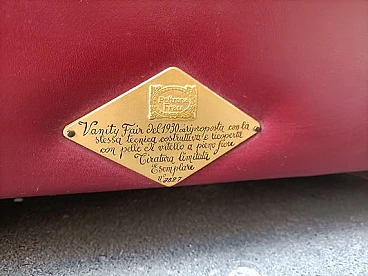 Poltrona
Frau
Vanity Fair del 1930 è riproposta con la
stessa tecnica costruttiva e ricoperta
con pelle di vitello a pieno fiore
Tiratura limitata
Esemplare